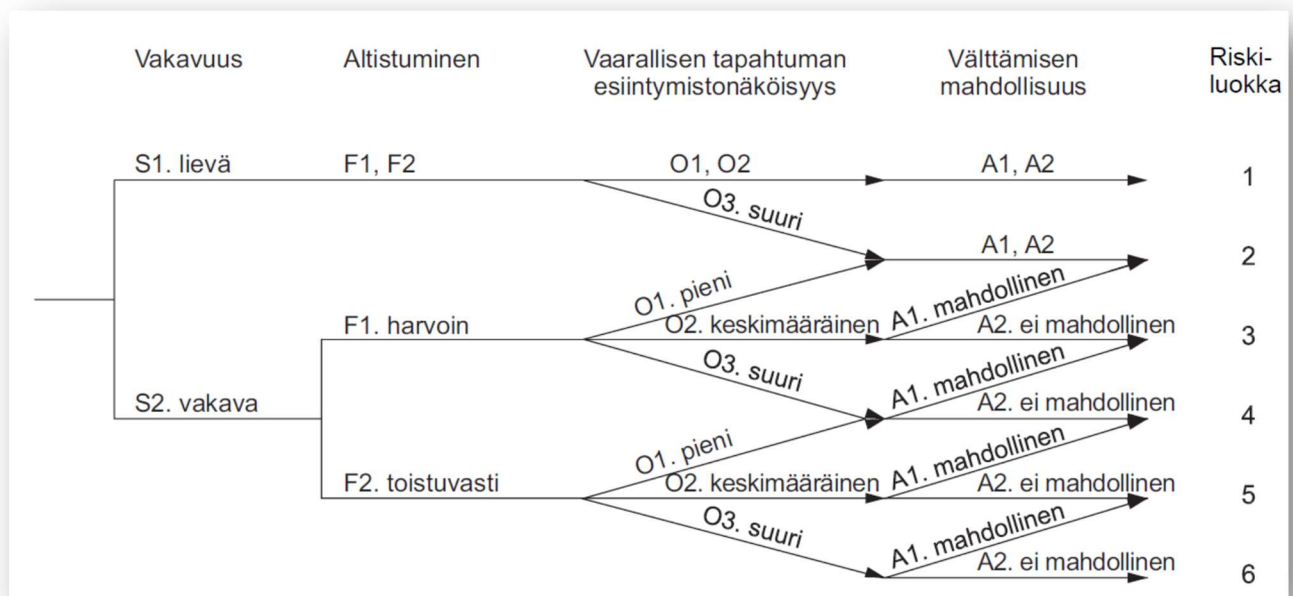 Vakavuus
Altistuminen
Vaarallisen tapahtuman
esiintymistonäköisyys
Välttämisen
mahdollisuus
Riski-
luokka
S1. lievä
F1, F2
O1, O2
A1, A2
1
O3. suuri
A1, A2
2
O1. pieni
A1. mahdollinen
F1. harvoin
O2. keskimääräinen
A2. ei mahdollinen
3
O3. suuri
A1. mahdollinen
S2. vakava
A2. ei mahdollinen
4
O1. pieni
A1. mahdollinen
F2. toistuvasti
O2. keskimääräinen
A2. ei mahdollinen
5
O3. suuri
A1. mahdollinen
A2. ei mahdollinen
6